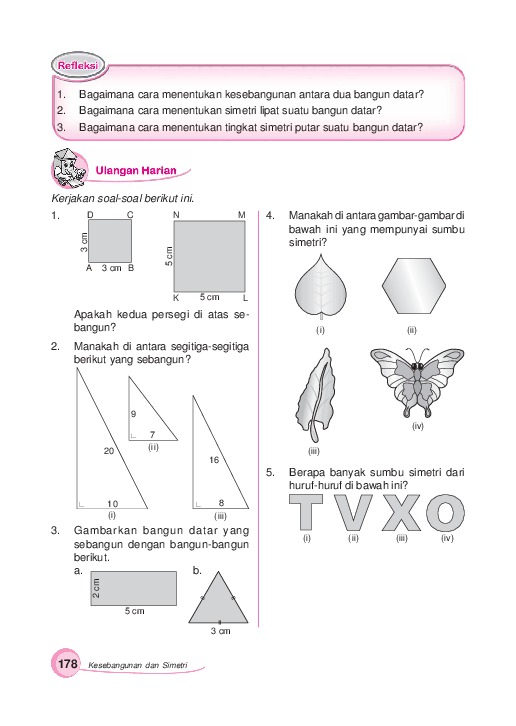 Refleksi
1. Bagaimana cara menentukan kesebangunan antara dua bangun datar?
2. Bagaimana cara menentukan simetri lipat suatu bangun datar?
3. Bagaimana cara menentukan tingkat simetri putar suatu bangun datar?
Ulangan Harian
Kerjakan soal-soal berikut ini.
1.
D C
3 cm
A 3 cm B
N M
5 cm
K 5 cm L
Apakah kedua persegi di atas se-
bangun?
2. Manakah di antara segitiga-segitiga
berikut yang sebangun?
20
10
(i)
9
7
(ii)
16
8
(iii)
3. Gambarkan bangun datar yang
sebangun dengan bangun-bangun
berikut.
a.
2 cm
5 cm
b.
3 cm
4. Manakah di antara gambar-gambar di
bawah ini yang mempunyai sumbu
simetri?
(i) (ii)
(iii)
(iv)
5. Berapa banyak sumbu simetri dari
huruf-huruf di bawah ini?
T V X O
(i) (ii) (iii) (iv)
178 Kesebangunan dan Simetri